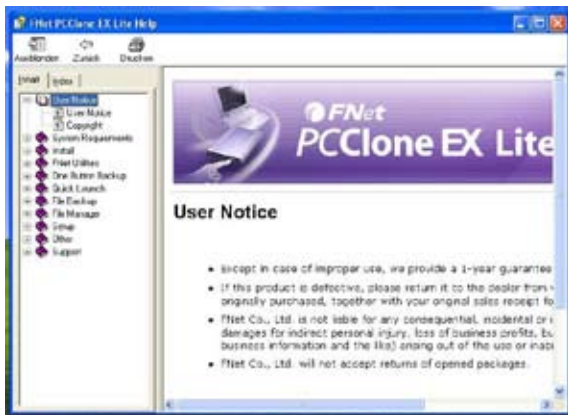 FNet PCClone EX Lite Help
Ausblenden Zurück Drucken
Inhalt Index
User Notice
User Notice
Copyright
System Requirements
Install
FNet Utilities
One Button Backup
Quick Launch
File Backup
File Manager
Setup
Other
Support
FNet
PCClone EX Lite
User Notice
Except in case of improper use, we provide a 1-year guarantee
If this product is defective, please return it to the dealer from
originally purchased, together with your original sales receipt
FNet Co., Ltd. is not liable for any consequential, incidental or
damages for indirect personal injury, loss of business profits,
business information and the like) arising out of the use or
FNet Co., Ltd. will not accept returns of opened packages.